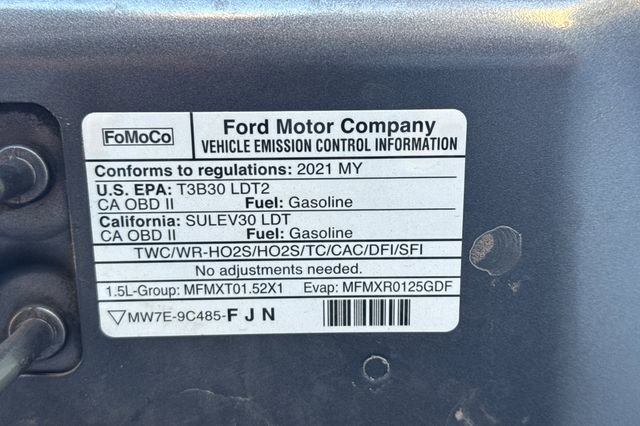 FoMoCo
Ford Motor Company
VEHICLE EMISSION CONTROL INFORMATION
Conforms to regulations: 2021 MY
U.S. EPA: T3B30 LDT2
CA OBD II Fuel: Gasoline
California: SULEV30 LDT
CA OBD II Fuel: Gasoline
TWC/WR-HO2S/HO2S/TC/CAC/DFI/SFI
No adjustments needed.
1.5L-Group: MFMXT01.52X1 Evap: MFMXR0125GDF
MW7E-9C485-F J N